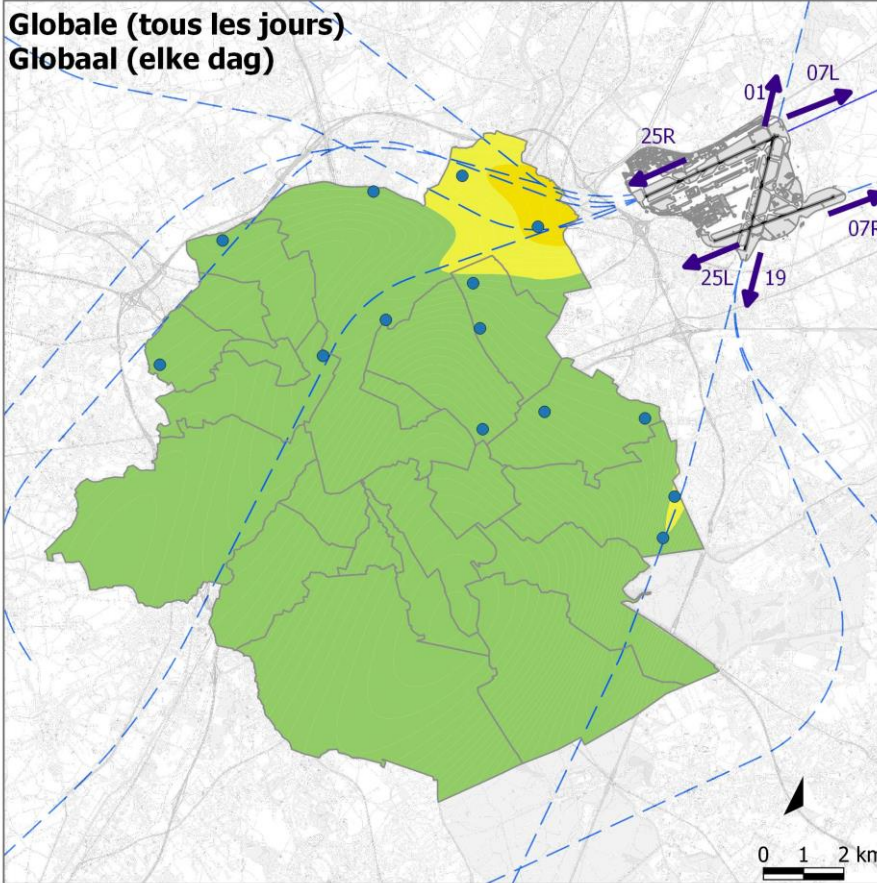 Globale (tous les jours)
Globaal (elke dag)
07L
01
25R
07R
25L
19
0 1 2 km